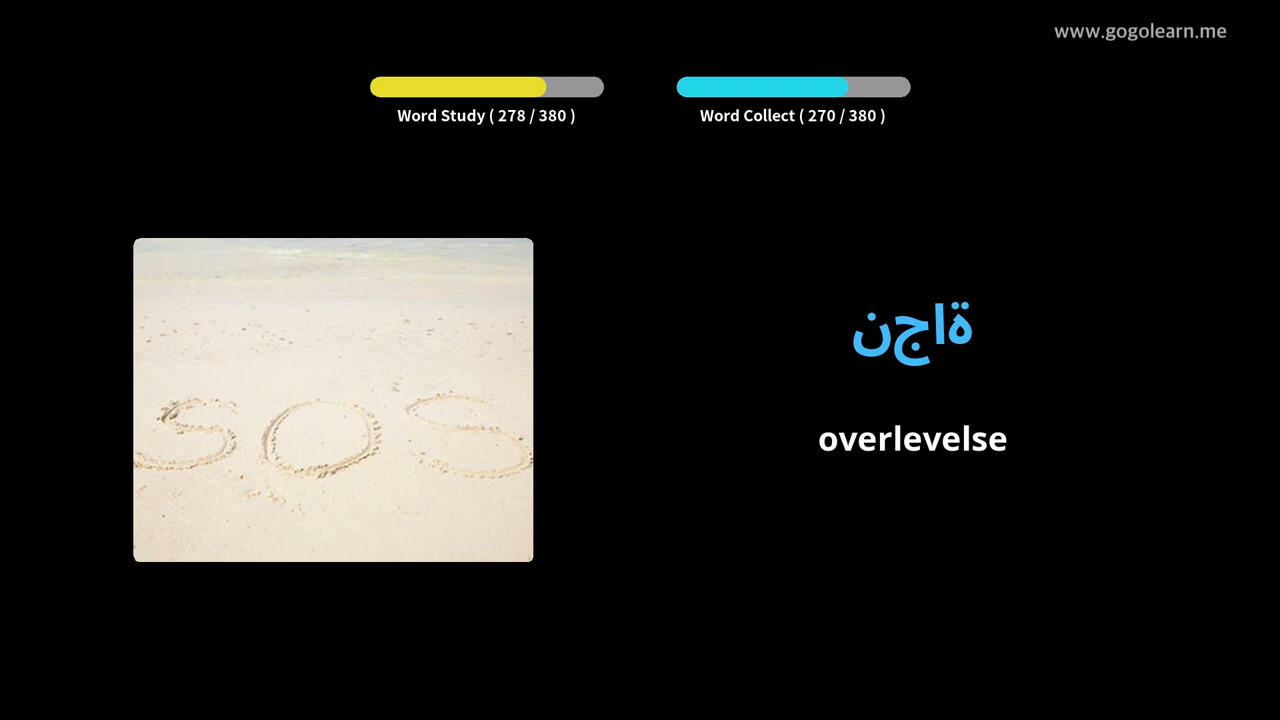 www.gogolearn.me
Word Study ( 278 / 380 )
Word Collect ( 270 / 380 )
SOS
نجاة
overlevelse